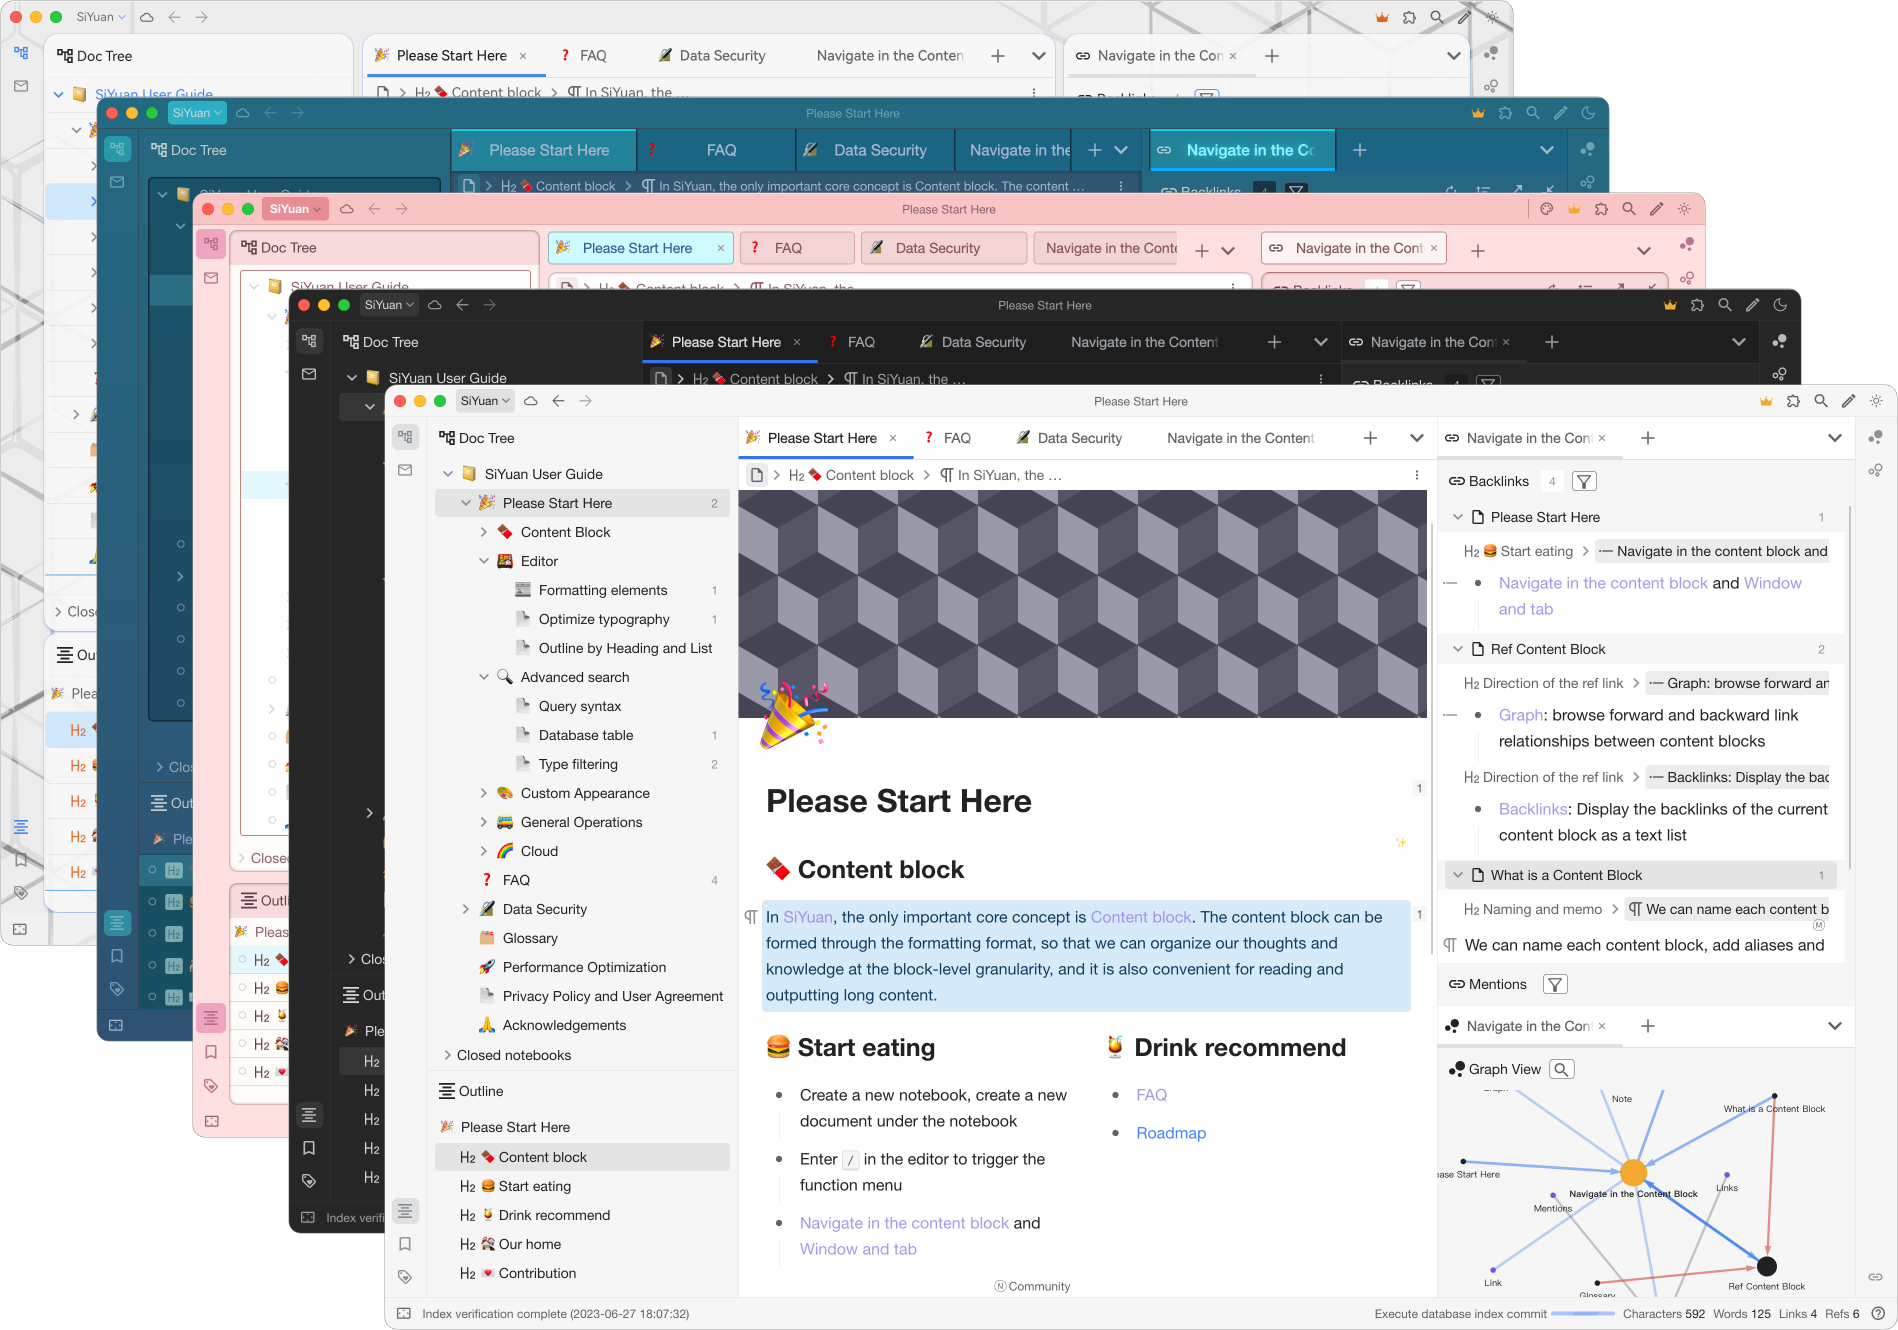 SiYuan
Doc Tree
Please Start Here
FAQ
Data Security
Navigate in the Conten
Navigate in the Con
SiYuan User Guide
H2 Content block
In SiYuan, the ...
SiYuan
Please Start Here
Doc Tree
Please Start Here
FAQ
Data Security
Navigate in the
Navigate in the Co
H2 Content block
In SiYuan, the only important core concept is Content block. The content ...
Backlinks 4
SiYuan
Please Start Here
Doc Tree
Please Start Here
FAQ
Data Security
Navigate in the Conte
Navigate in the Cont
SiYuan User Guide
SiYuan
Please Start Here
Doc Tree
Please Start Here
FAQ
Data Security
Navigate in the Content
Navigate in the Cont
SiYuan User Guide
H2 Content block
In SiYuan, the ...
Backlinks 4
SiYuan
Please Start Here
Doc Tree
SiYuan User Guide
Please Start Here 2
Content Block
Editor
Formatting elements 1
Optimize typography 1
Outline by Heading and List
Advanced search
Query syntax
Database table 1
Type filtering 2
Custom Appearance
General Operations
Cloud
FAQ 4
Data Security
Glossary
Performance Optimization
Privacy Policy and User Agreement
Acknowledgements
Closed notebooks
Outline
Please Start Here
H2 Content block
H2 Start eating
H2 Drink recommend
H2 Our home
H2 Contribution
Please Start Here
FAQ
Data Security
Navigate in the Content
H2 Content block
In SiYuan, the ...
Please Start Here
1
Content block
In SiYuan, the only important core concept is Content block. The content block can be
formed through the formatting format, so that we can organize our thoughts and
knowledge at the block-level granularity, and it is also convenient for reading and
outputting long content.
1
Start eating
Create a new notebook, create a new
document under the notebook
Enter / in the editor to trigger the
function menu
Navigate in the content block and
Window and tab
Drink recommend
FAQ
Roadmap
N Community
Navigate in the Cont
Backlinks 4
Please Start Here 1
H2 Start eating
Navigate in the content block and
Navigate in the content block and Window
and tab
Ref Content Block 2
H2 Direction of the ref link
Graph: browse forward an
Graph: browse forward and backward link
relationships between content blocks
H2 Direction of the ref link
Backlinks: Display the bac
Backlinks: Display the backlinks of the current
content block as a text list
What is a Content Block 1
H2 Naming and memo
We can name each content b
M
We can name each content block, add aliases and
Mentions
Navigate in the Cont
Graph View
Note
What is a Content Block
ease Start Here
Navigate in the Content Block
Links
Mentions
Link
Ref Content Block
Glossary
Index verification complete (2023-06-27 18:07:32)
Execute database index commit
Characters 592 Words 125 Links 4 Refs 6